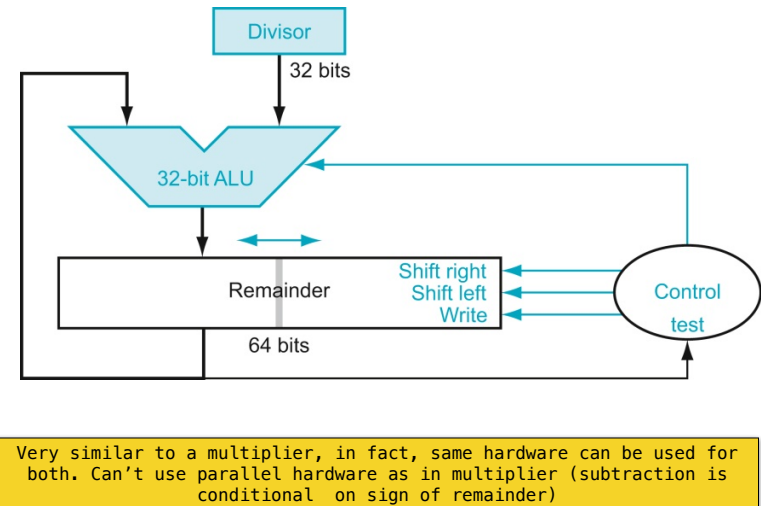 Divisor
32 bits
32-bit ALU
Remainder
Shift right
Shift left
Write
Control
test
64 bits
Very similar to a multiplier, in fact, same hardware can be used for
both. Can’t use parallel hardware as in multiplier (subtraction is
conditional  on sign of remainder)